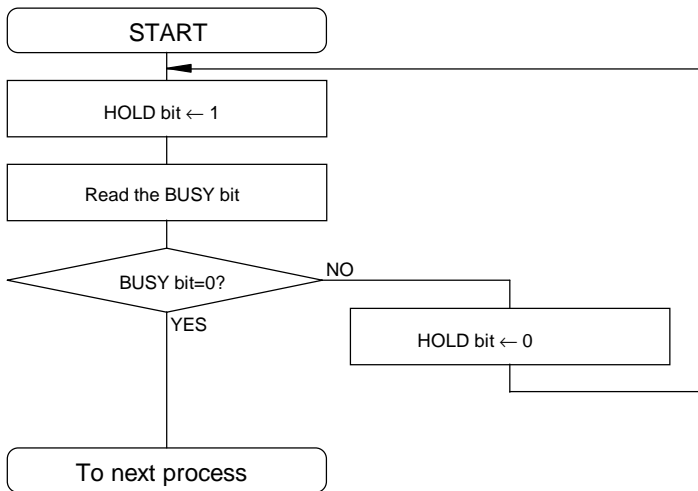 START
HOLD bit ← 1
Read the BUSY bit
BUSY bit=0?
NO
YES
HOLD bit ← 0
To next process